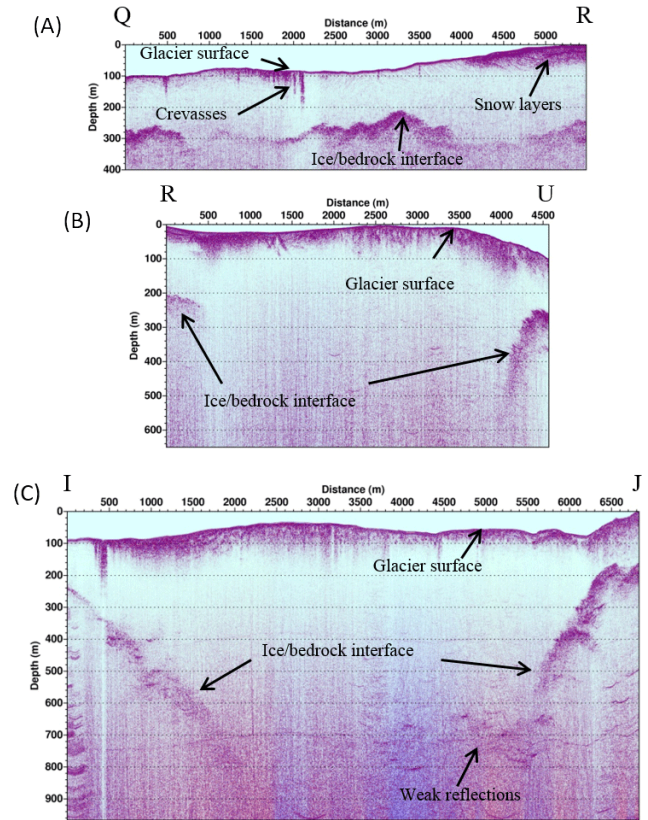 (A)
Q
R
Distance (m)
500 1000 1500 2000 2500 3000 3500 4000 5000
Depth (m)
0
100
200
300
400
Glacier surface
Crevasses
Snow layers
Ice/bedrock interface
(B)
R
U
Distance (m)
500 1000 1500 2000 2500 3000 3500 4000 4500
Depth (m)
0
100
200
300
400
500
600
Glacier surface
Ice/bedrock interface
(C)
I
J
Distance (m)
500 1000 1500 2000 2500 3000 3500 4000 4500 5000 5500 6000 6500
Depth (m)
0
100
200
300
400
500
600
700
800
900
Glacier surface
Ice/bedrock interface
Weak reflections